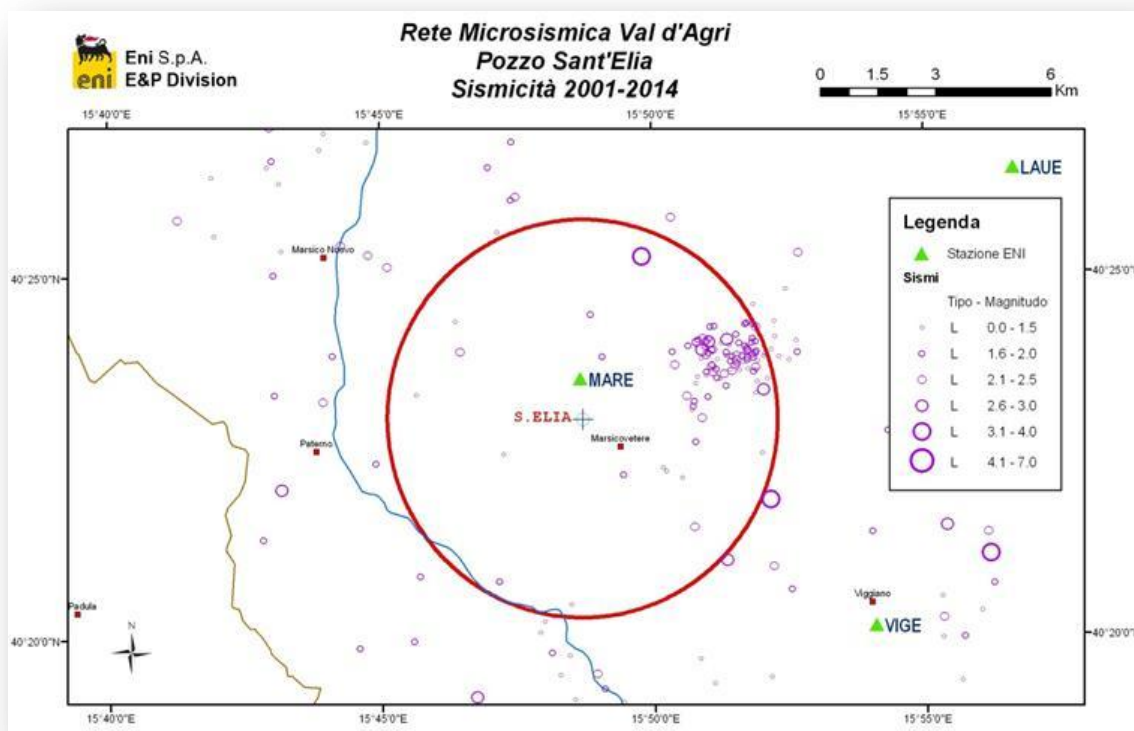 Rete Microsismica Val d'Agri
Pozzo Sant'Elia
Sismicità 2001-2014
eni
Eni S.p.A.
E&P Division
0 1.5 3 6
Km
15°40'0"E 15°45'0"E 15°50'0"E 15°55'0"E
LAUE
Legenda
Stazione ENI
Sismi
Tipo - Magnitudo
L 0.0 - 1.5
L 1.6 - 2.0
L 2.1 - 2.5
L 2.6 - 3.0
L 3.1 - 4.0
L 4.1 - 7.0
Marsico Nuovo
40°25'0"N 40°25'0"N
MARE
S.ELIA
Marsicovetere
Paterno
Viggiano
Padula
VIGE
N
40°20'0"N 40°20'0"N
15°40'0"E 15°45'0"E 15°50'0"E 15°55'0"E